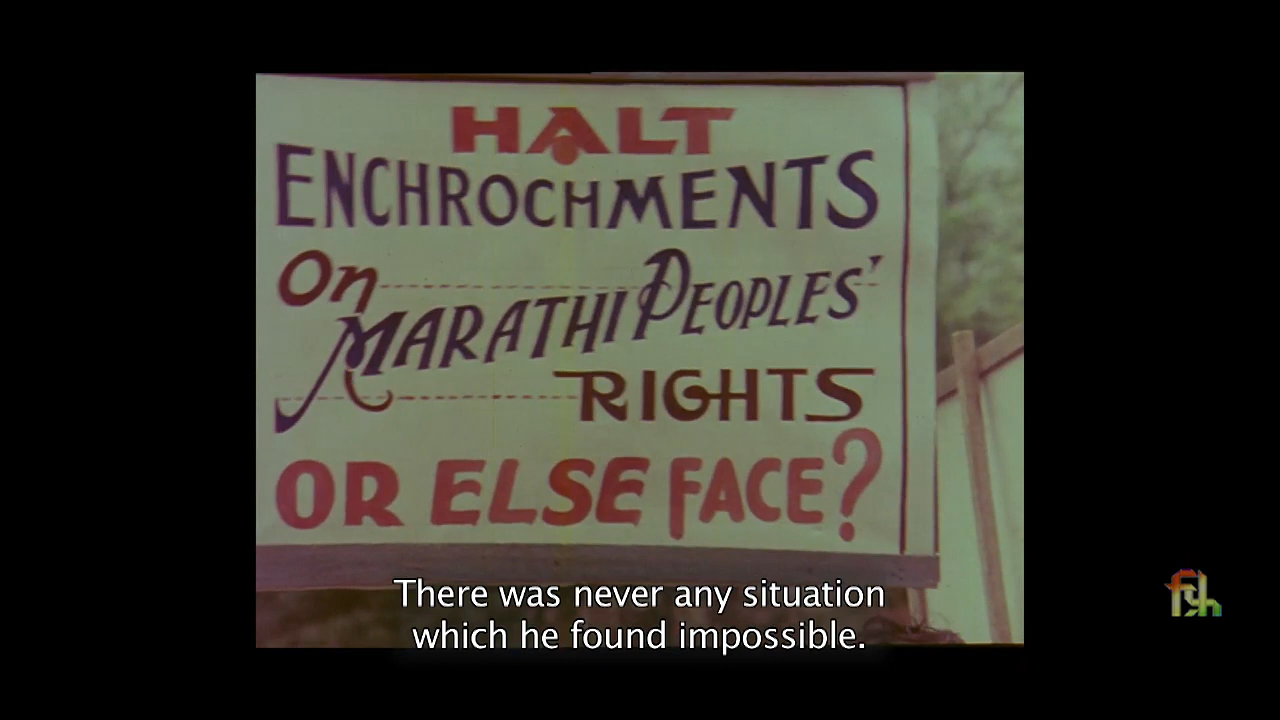 HALT
ENCHROCHMENTS
On
MARATHI PEOPLES'
RIGHTS
OR ELSE FACE?
There was never any situation
which he found impossible.